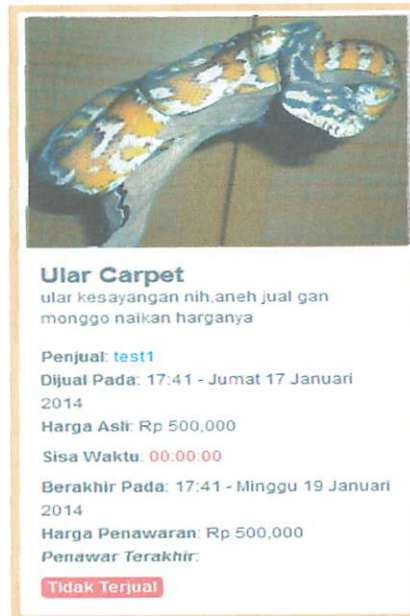 Ular Carpet
ular kesayangan nih,aneh jual gan
monggo naikan harganya
Penjual: test1
Dijual Pada: 17:41 - Jumat 17 Januari
2014
Harga Asli: Rp 500,000
Sisa Waktu: 00:00:00
Berakhir Pada: 17:41 - Minggu 19 Januari
2014
Harga Penawaran: Rp 500,000
Penawar Terakhir:
Tidak Terjual